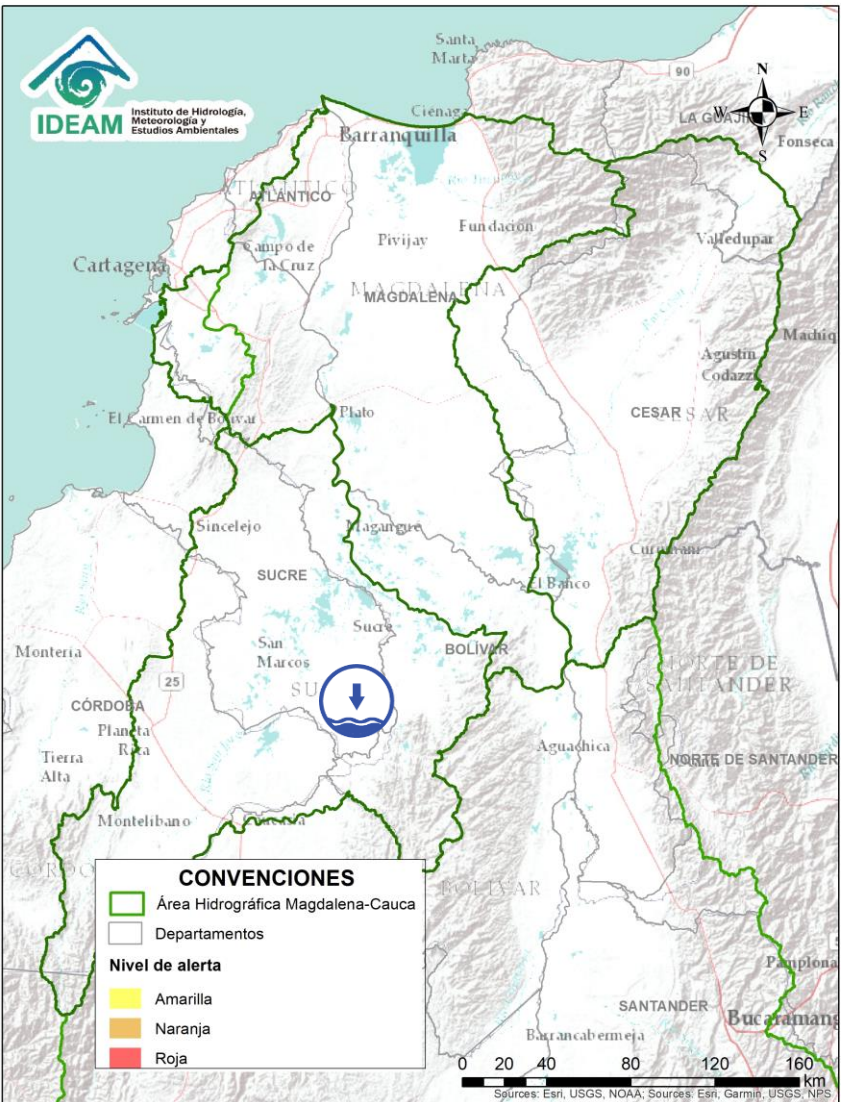 IDEAM
Instituto de Hidrología,
Meteorología y
Estudios Ambientales
Santa
Marta
90
N
W
E
S
LA GUAJIRA
Ciénaga
Barranquilla
Fonseca
ATLANTICO
ATLÁNTICO
Fundación
Pivijay
Valledupar
Campo de
la Cruz
Cartagena
MAGDALENA
MAGDALENA
Agustín
Codazzi
CESAR
CESAR
El Carmen de Bolívar
Plato
Sincelejo
Magangue
SUCRE
El Banco
Sucre
BOLÍVAR
San
Marcos
Montería
25
CÓRDOBA
Planeta
Rica
Tierra
Alta
NORTE DE
SANTANDER
Aguachica
NORTE DE SANTANDER
Montelíbano
BOLÍVAR
Pamplona
SANTANDER
Barrancabermeja
CONVENCIONES
Área Hidrográfica Magdalena-Cauca
Departamentos
Nivel de alerta
Amarilla
Naranja
Roja
0 20 40 80 120 160
km
Sources: Esri, USGS, NOAA; Sources: Esri, Garmin, USGS, NPS